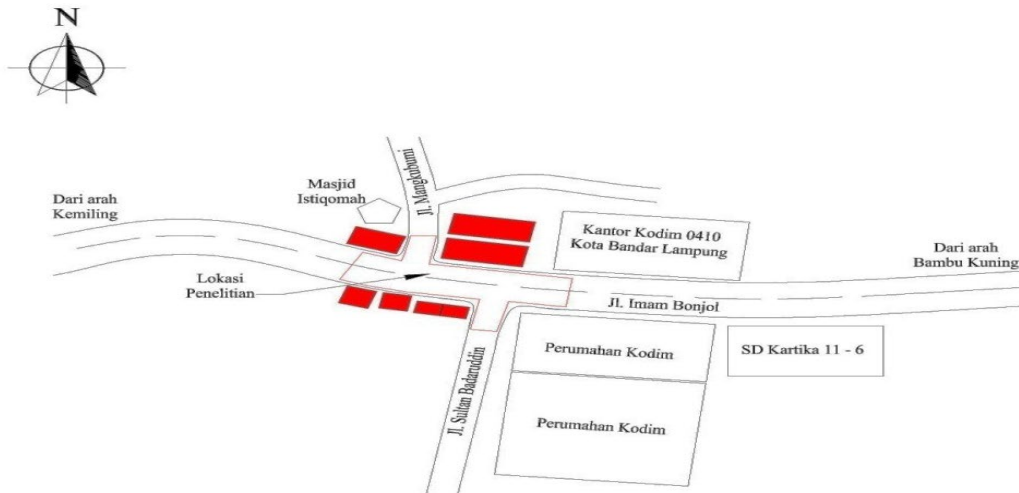 N
Jl. Mangkubumi
Masjid
Istiqomah
Dari arah
Kemiling
Kantor Kodim 0410
Kota Bandar Lampung
Dari arah
Bambu Kuning
Lokasi
Penelitian
Jl. Imam Bonjol
Perumahan Kodim
SD Kartika 11 - 6
Jl. Sultan Badaruddin
Perumahan Kodim